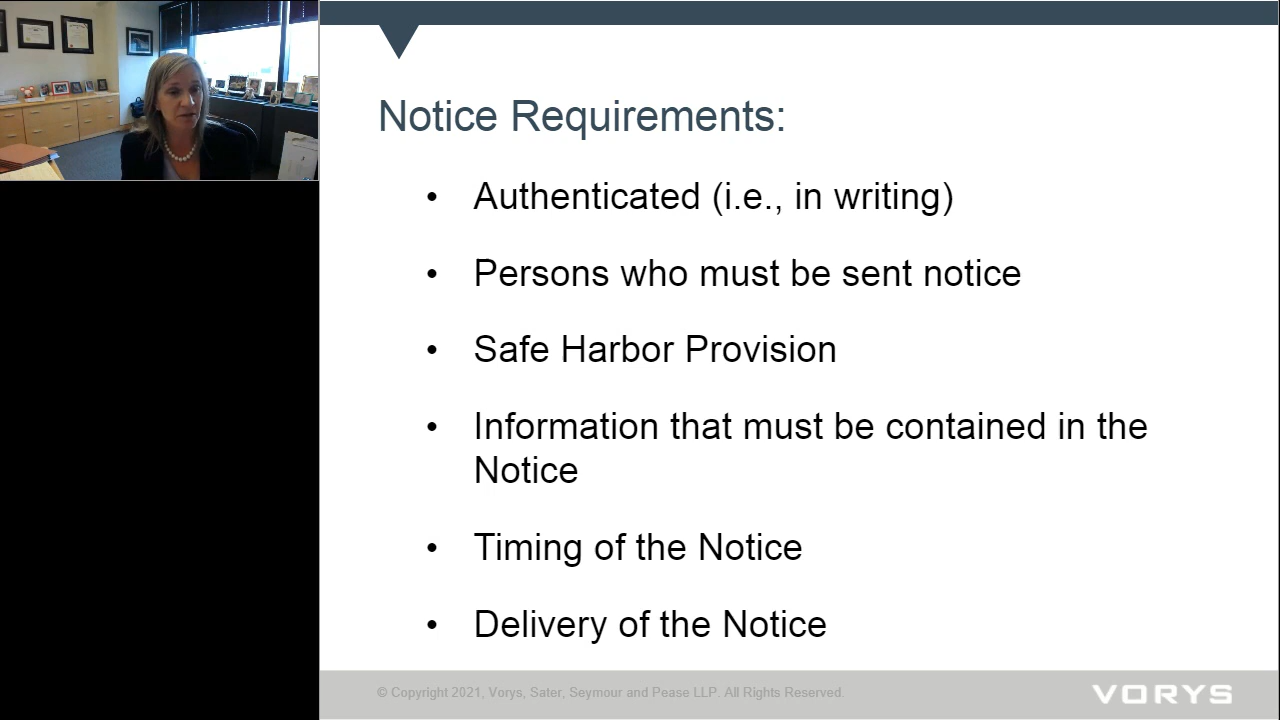 Notice Requirements:
• Authenticated (i.e., in writing)
• Persons who must be sent notice
• Safe Harbor Provision
• Information that must be contained in the
Notice
• Timing of the Notice
• Delivery of the Notice
© Copyright 2021, Vorys, Sater, Seymour and Pease LLP. All Rights Reserved.
VORYS